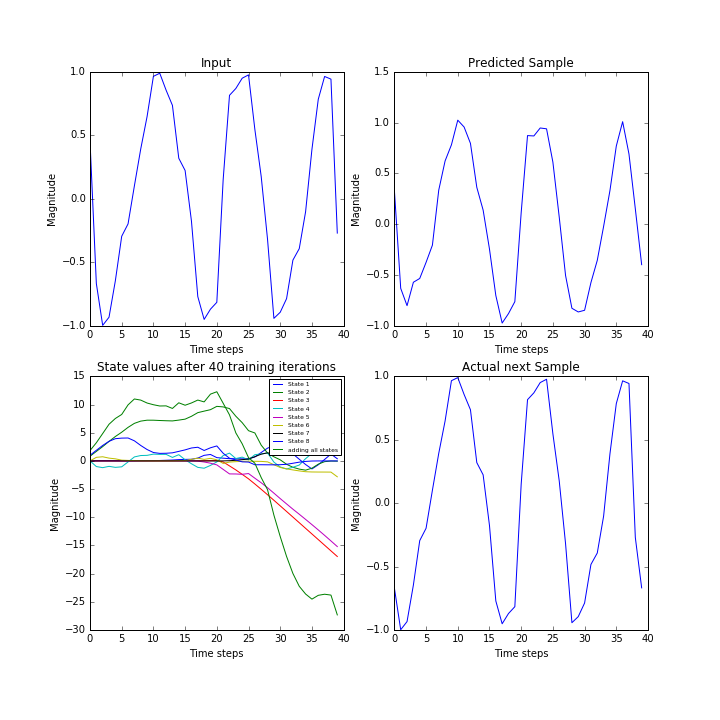 Input
1.0
0.5
0.0
−0.5
−1.0
0 5 10 15 20 25 30 35 40
Magnitude
Time steps
Predicted Sample
1.5
1.0
0.5
0.0
−0.5
−1.0
0 5 10 15 20 25 30 35 40
Magnitude
Time steps
State values after 40 training iterations
15
10
5
0
−5
−10
−15
−20
−25
−30
0 5 10 15 20 25 30 35 40
Magnitude
Time steps
State 1
State 2
State 3
State 4
State 5
State 6
State 7
State 8
adding all states
Actual next Sample
1.0
0.5
0.0
−0.5
−1.0
0 5 10 15 20 25 30 35 40
Magnitude
Time steps